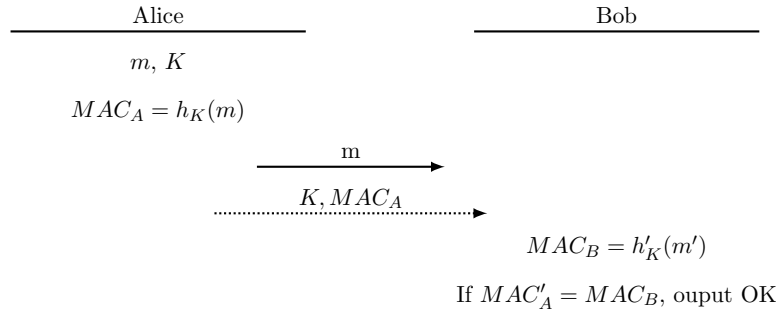 Alice
Bob
m, K
MAC_A = h_K(m)
m
K, MAC_A
MAC_B = h'_K(m')
If MAC'_A = MAC_B, ouput OK